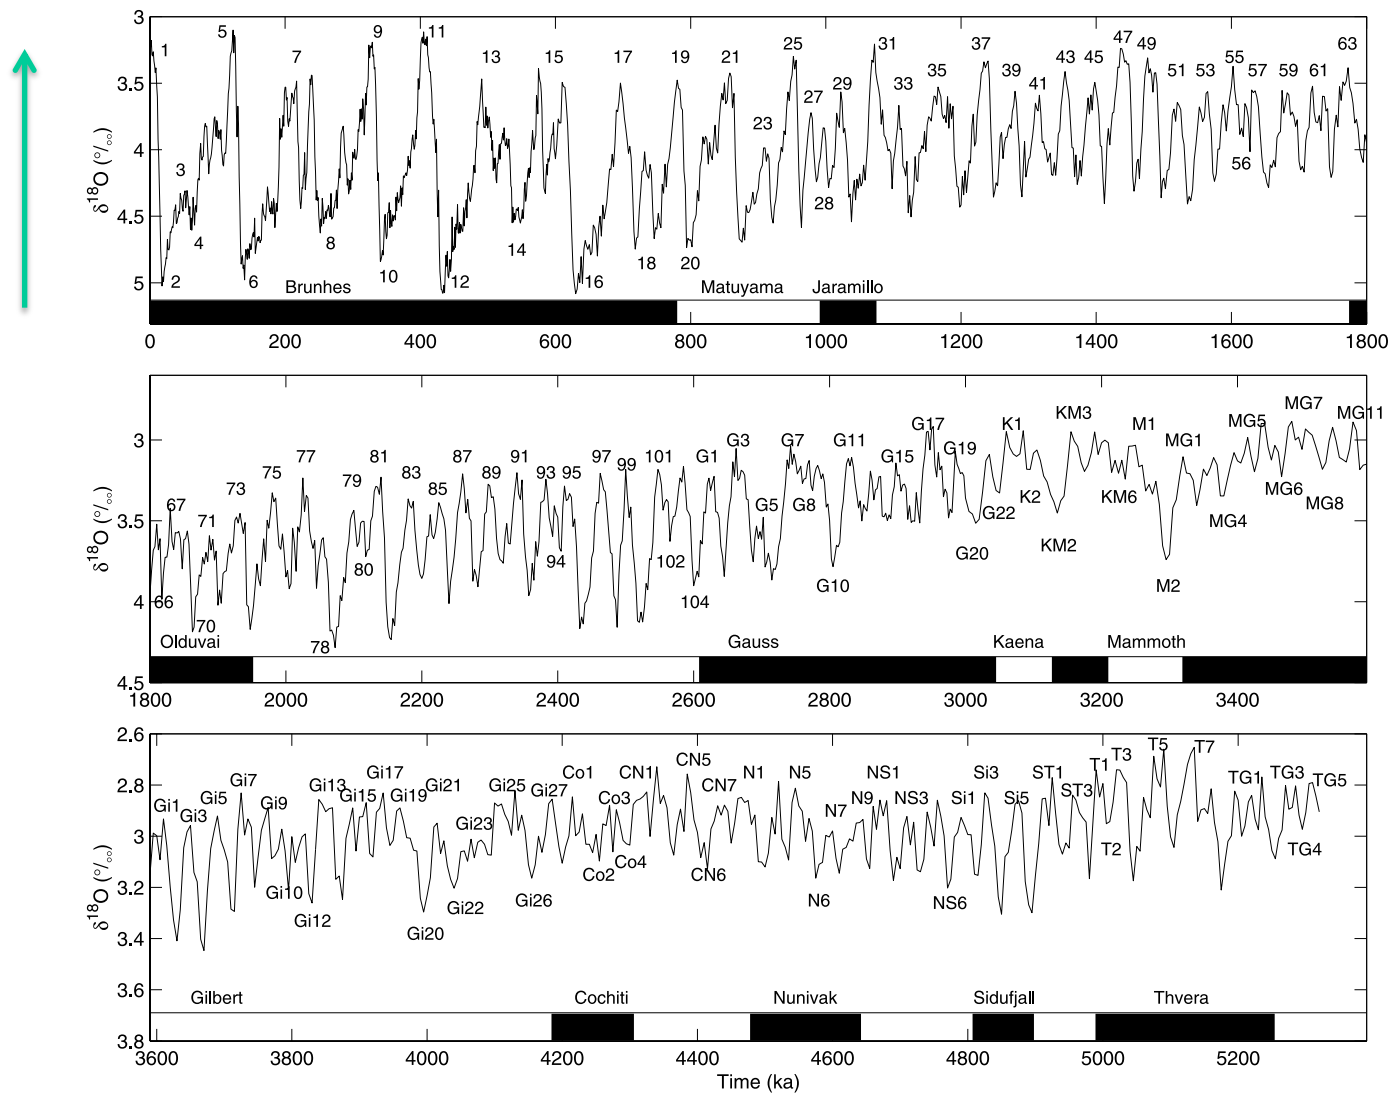 3
3.5
4
4.5
5
δ18O (°/₀₀)
1
5
9
11
7
13
15
17
19
21
25
31
37
47
49
63
29
33
35
39
41
43
45
51
53
55
57
59
61
27
23
3
4
8
14
18
20
28
56
2
6
10
12
16
Brunhes
Matuyama
Jaramillo
0
200
400
600
800
1000
1200
1400
1600
1800
3
3.5
4
4.5
δ18O (°/₀₀)
67
71
73
75
77
79
81
83
85
87
89
91
93
95
97
99
101
G1
G3
G5
G7
G8
G11
G15
G17
G19
K1
KM3
M1
MG1
MG5
MG7
MG11
K2
KM6
MG6
MG8
G22
MG4
66
70
78
80
94
102
104
G10
G20
KM2
M2
Olduvai
Gauss
Kaena
Mammoth
1800
2000
2200
2400
2600
2800
3000
3200
3400
2.6
2.8
3
3.2
3.4
3.6
3.8
δ18O (°/₀₀)
Gi1
Gi3
Gi5
Gi7
Gi9
Gi13
Gi15
Gi17
Gi19
Gi21
Gi23
Gi25
Gi27
Co1
Co3
CN1
CN5
CN7
N1
N5
N7
N9
NS1
NS3
Si1
Si3
Si5
ST1
ST3
T1
T3
T5
T7
TG1
TG3
TG5
Gi10
Gi12
Gi20
Gi22
Gi26
Co2
Co4
CN6
N6
NS6
T2
TG4
Gilbert
Cochiti
Nunivak
Sidufjall
Thvera
3600
3800
4000
4200
4400
4600
4800
5000
5200
Time (ka)